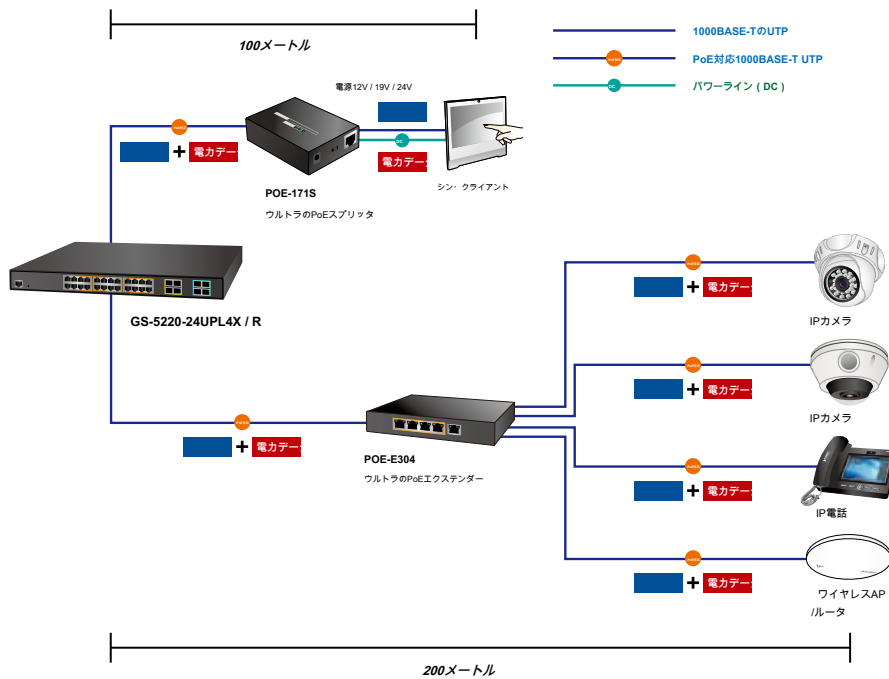 100メートル
1000BASE-TのUTP
PoE対応1000BASE-T UTP
パワーライン ( DC )
電源12V / 19V / 24V
DC
+ 電力デー
電力デー
POE-171S
ウルトラのPoEスプリッタ
シン・クライアント
GS-5220-24UPL4X / R
+ 電力デー
IPカメラ
+ 電力デー
IPカメラ
+ 電力デー
POE-E304
ウルトラのPoEエクステンダー
+ 電力デー
IP電話
+ 電力デー
ワイヤレスAP
/ルータ
200メートル